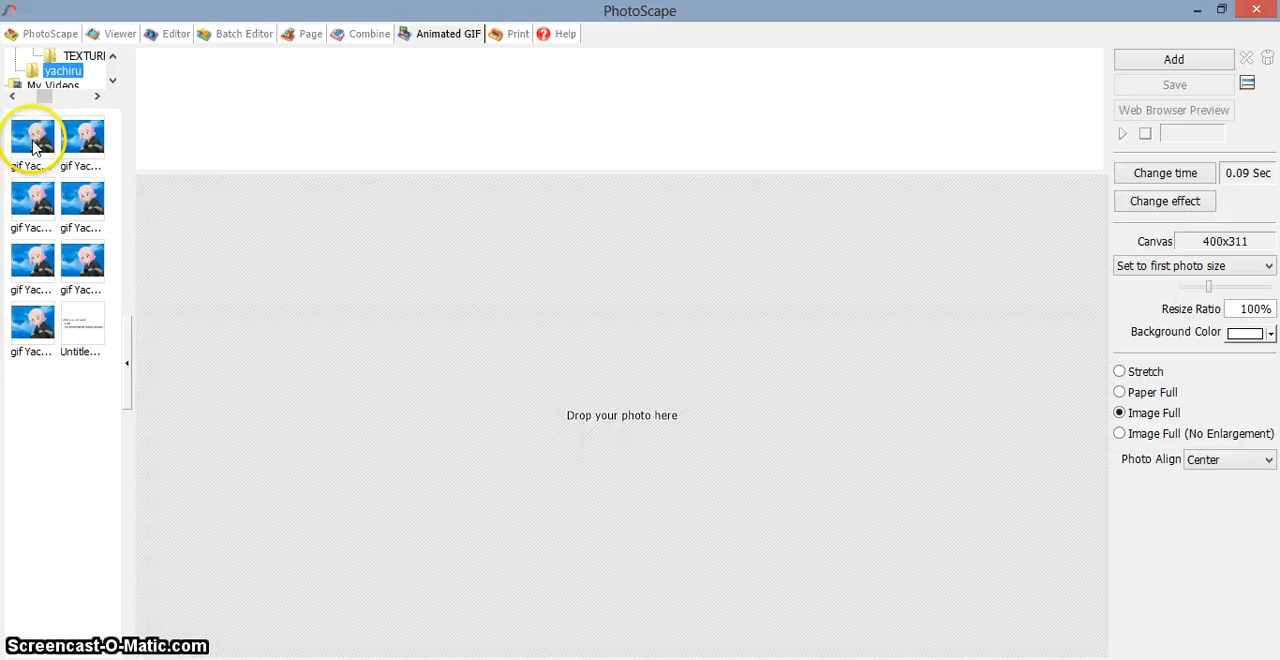 PhotoScape
PhotoScape Viewer Editor Batch Editor Page Combine Animated GIF Print Help
TEXTURI
yachiru
My Videos
gif Yac... gif Yac...
gif Yac... gif Yac...
gif Yac... gif Yac...
gif Yac... Untitle...
Drop your photo here
Add
Save
Web Browser Preview
Change time 0.09 Sec
Change effect
Canvas 400x311
Set to first photo size
Resize Ratio 100%
Background Color
Stretch
Paper Full
Image Full
Image Full (No Enlargement)
Photo Align Center
Screencast-O-Matic.com